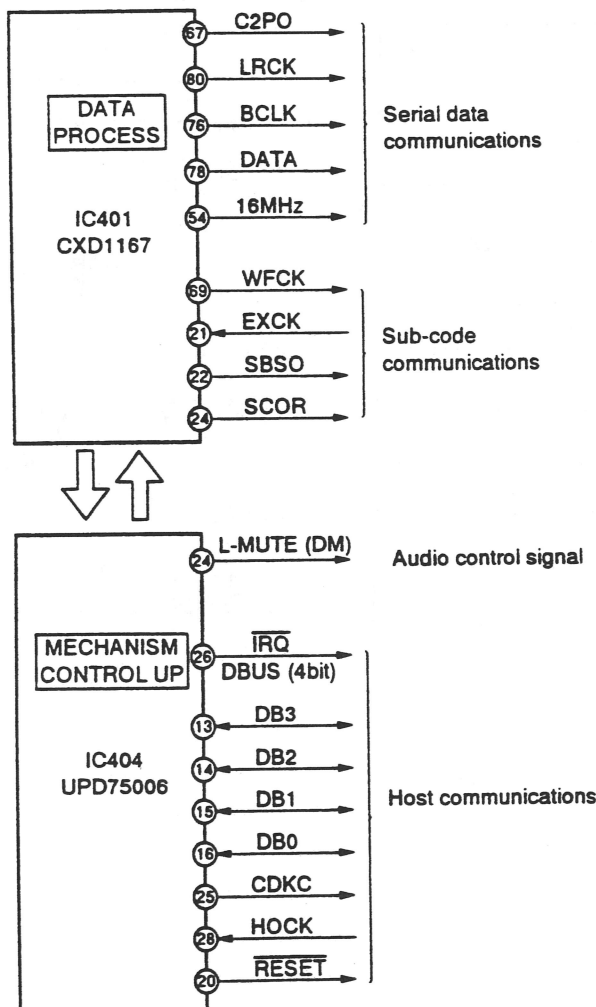 67 C2PO
80 LRCK
DATA PROCESS
76 BCLK
Serial data communications
78 DATA
54 16MHz
IC401
CXD1167
69 WFCK
21 EXCK
Sub-code communications
22 SBSO
24 SCOR
24 L-MUTE (DM)
Audio control signal
MECHANISM CONTROL UP
26 IRQ
DBUS (4bit)
13 DB3
IC404
UPD75006
14 DB2
15 DB1
Host communications
16 DB0
25 CDKC
28 HOCK
20 RESET